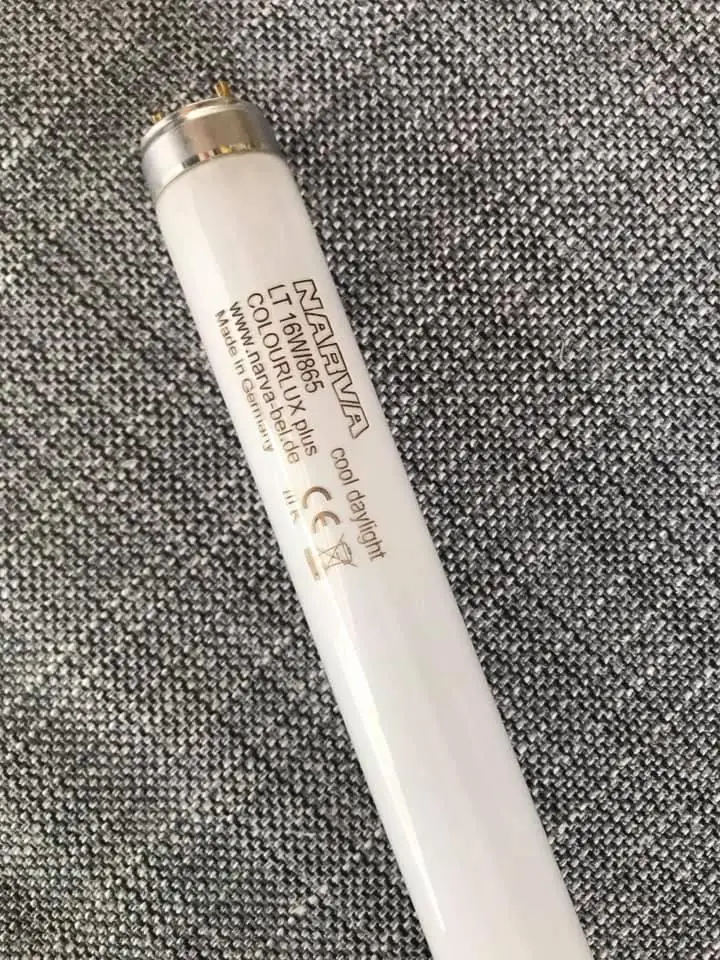 NARVA
LT 16W/865
COLOURLUX plus
www.narva-bel.de
Made in Germany
cool daylight
CE